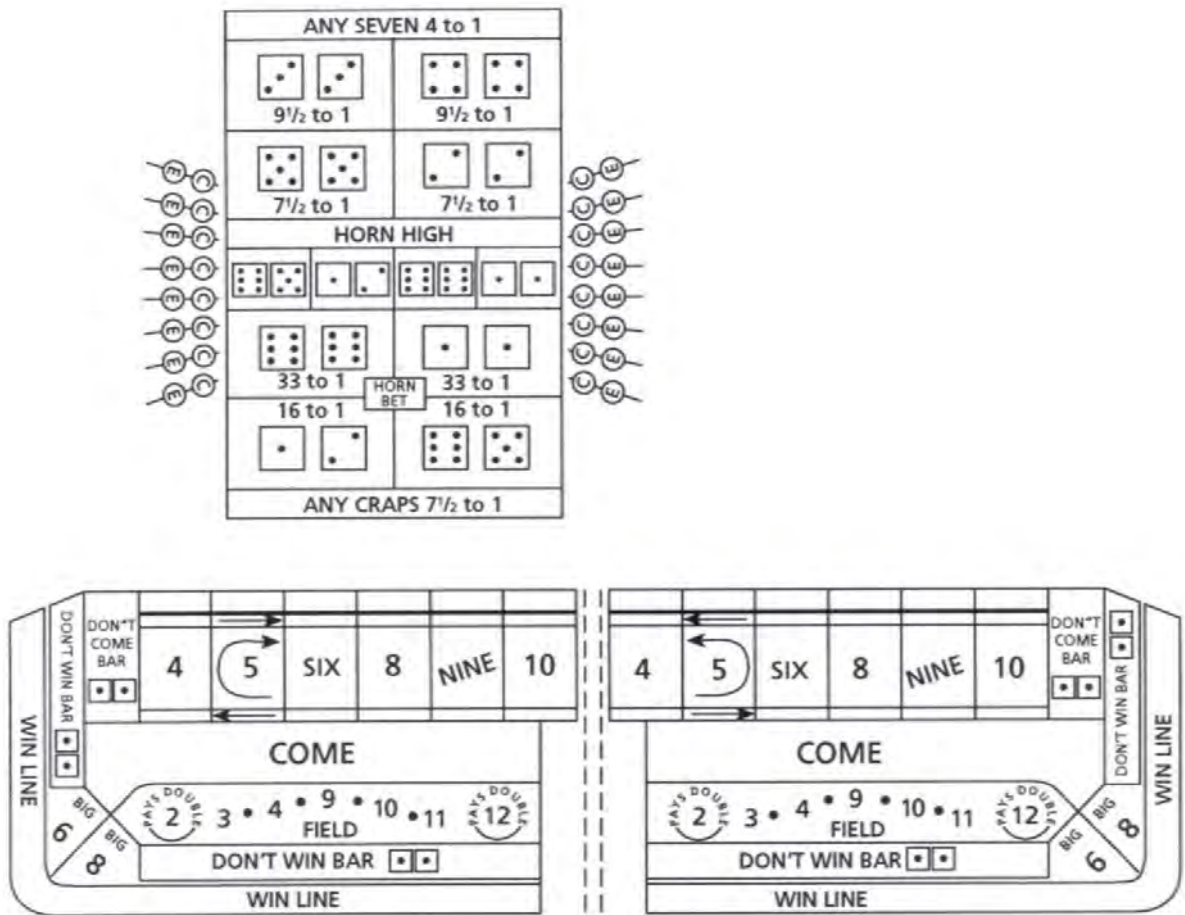 ANY SEVEN 4 to 1
9½ to 1 9½ to 1
7½ to 1 7½ to 1
HORN HIGH
33 to 1 33 to 1
HORN
BET
16 to 1 16 to 1
ANY CRAPS 7½ to 1
E C
E C
E C
E C
E C
E C
E C
E C
C E
C E
C E
C E
C E
C E
C E
C E
WIN LINE
DON'T WIN BAR
DON"T
COME
BAR
4 5 SIX 8 NINE 10
COME
PAYS DOUBLE
2 3 • 4 • 9 • 10 • 11 12
PAYS DOUBLE
FIELD
BIG
6
BIG
8
DON'T WIN BAR
WIN LINE
4 5 SIX 8 NINE 10
DON"T
COME
BAR
DON'T WIN BAR
WIN LINE
COME
PAYS DOUBLE
2 3 • 4 • 9 • 10 • 11 12
PAYS DOUBLE
FIELD
BIG
8
BIG
6
DON'T WIN BAR
WIN LINE